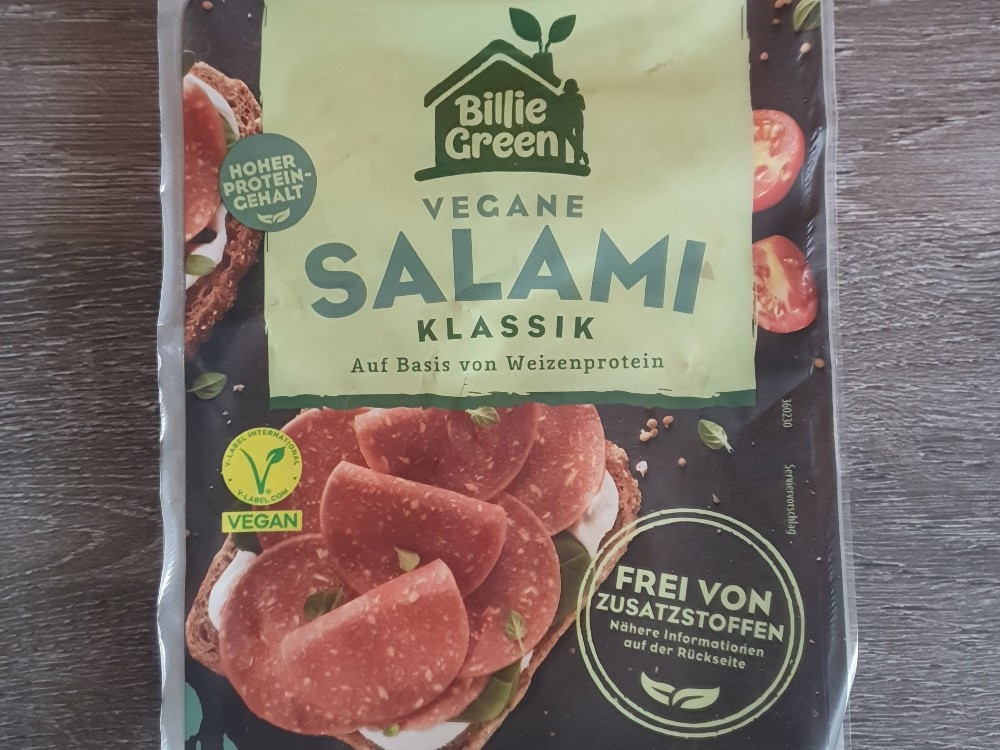 Billie
Green
HOHER
PROTEIN-
GEHALT
VEGANE
SALAMI
KLASSIK
Auf Basis von Weizenprotein
360230
Serviervorschlag
V-LABEL INTERNATIONAL
V-LABEL.COM
VEGAN
FREI VON
ZUSATZSTOFFEN
Nähere Informationen
auf der Rückseite